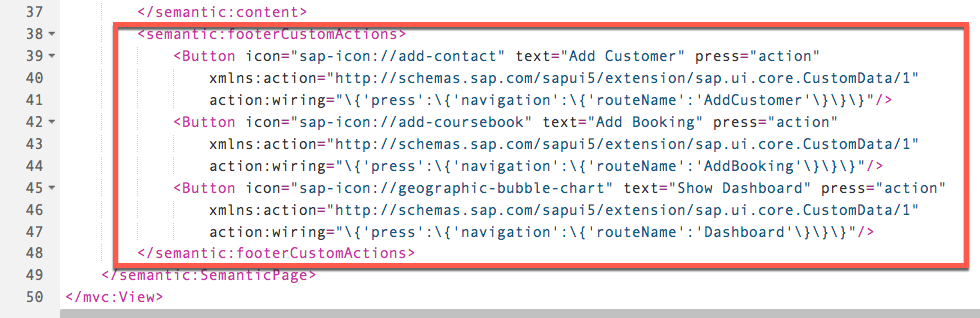 37 </semantic:content>
38 <semantic:footerCustomActions>
39 <Button icon="sap-icon://add-contact" text="Add Customer" press="action"
40 xmlns:action="http://schemas.sap.com/sapui5/extension/sap.ui.core.CustomData/1"
41 action:wiring="\{'press':\{'navigation':\{'routeName':'AddCustomer'\}\}\}"/>
42 <Button icon="sap-icon://add-coursebook" text="Add Booking" press="action"
43 xmlns:action="http://schemas.sap.com/sapui5/extension/sap.ui.core.CustomData/1"
44 action:wiring="\{'press':\{'navigation':\{'routeName':'AddBooking'\}\}\}"/>
45 <Button icon="sap-icon://geographic-bubble-chart" text="Show Dashboard" press="action"
46 xmlns:action="http://schemas.sap.com/sapui5/extension/sap.ui.core.CustomData/1"
47 action:wiring="\{'press':\{'navigation':\{'routeName':'Dashboard'\}\}\}"/>
48 </semantic:footerCustomActions>
49 </semantic:SemanticPage>
50 </mvc:View>